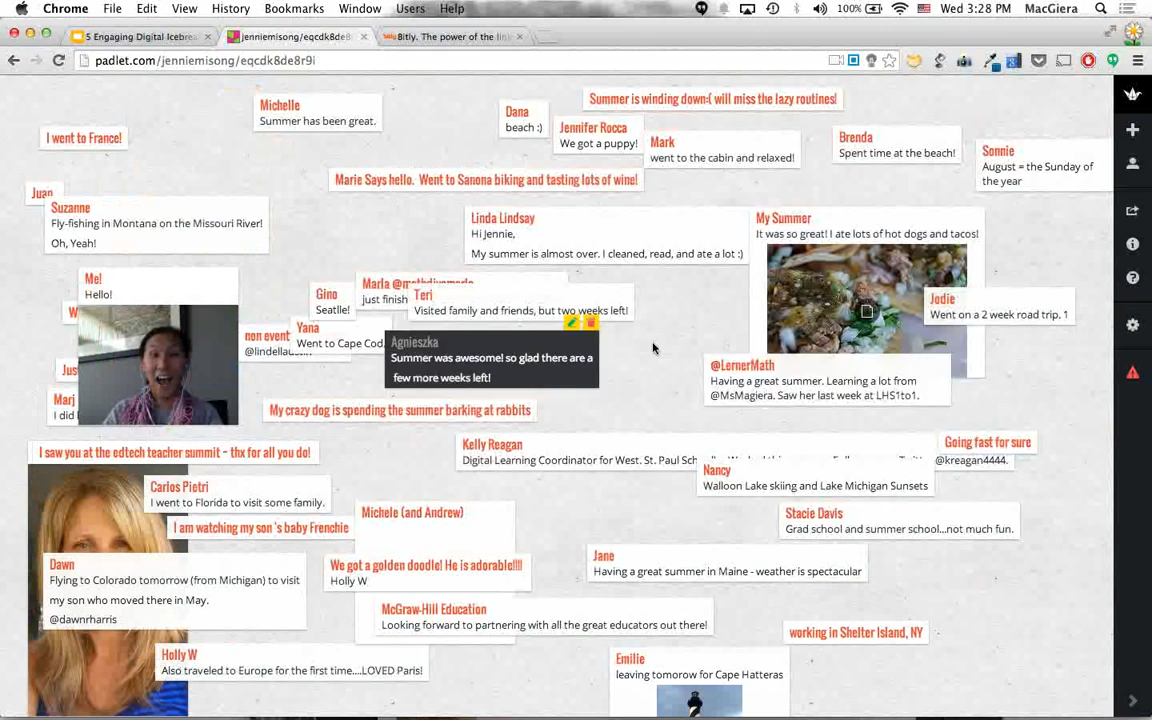 Chrome File Edit View History Bookmarks Window Users Help 100% Wed 3:28 PM MacGiera
5 Engaging Digital Icebrea
jenniemisong/eqcdk8de8
Bitly. The power of the lin
padlet.com/jenniemisong/eqcdk8de8r9i
Summer is winding down:( will miss the lazy routines!
Michelle
Summer has been great.
Dana
beach :)
Jennifer Rocca
We got a puppy!
I went to France!
Mark
went to the cabin and relaxed!
Brenda
Spent time at the beach!
Sonnie
August = the Sunday of
the year
Marie Says hello. Went to Sanona biking and tasting lots of wine!
Juan
Suzanne
Fly-fishing in Montana on the Missouri River!
Oh, Yeah!
Linda Lindsay
Hi Jennie,
My summer is almost over. I cleaned, read, and ate a lot :)
My Summer
It was so great! I ate lots of hot dogs and tacos!
Me!
Hello!
Gino
Seatlle!
Marla
just finish
Teri
Visited family and friends, but two weeks left!
Jodie
Went on a 2 week road trip. 1
W
non event
@lindella
Yana
Went to Cape Cod.
Agnieszka
Summer was awesome! so glad there are a
few more weeks left!
@LernerMath
Having a great summer. Learning a lot from
@MsMagiera. Saw her last week at LHS1to1.
Jus
Marj
I did
My crazy dog is spending the summer barking at rabbits
I saw you at the edtech teacher summit - thx for all you do!
Kelly Reagan
Digital Learning Coordinator for West. St. Paul Sch
@kreagan4444.
Going fast for sure
Nancy
Walloon Lake skiing and Lake Michigan Sunsets
Carlos Pietri
I went to Florida to visit some family.
Michele (and Andrew)
Stacie Davis
Grad school and summer school...not much fun.
I am watching my son 's baby Frenchie
Dawn
Flying to Colorado tomorrow (from Michigan) to visit
my son who moved there in May.
@dawnrharris
We got a golden doodle! He is adorable!!!!
Holly W
Jane
Having a great summer in Maine - weather is spectacular
McGraw-Hill Education
Looking forward to partnering with all the great educators out there!
working in Shelter Island, NY
Holly W
Also traveled to Europe for the first time....LOVED Paris!
Emilie
leaving tomorow for Cape Hatteras